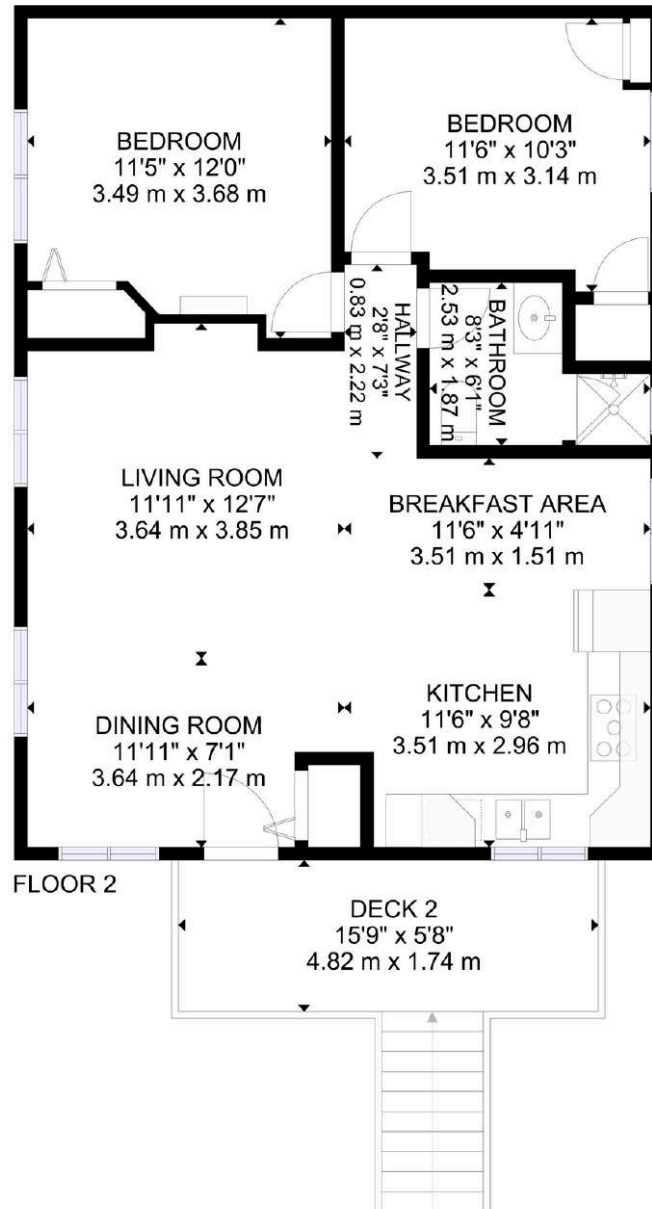 BEDROOM
11'5" x 12'0"
3.49 m x 3.68 m
BEDROOM
11'6" x 10'3"
3.51 m x 3.14 m
HALLWAY
2'8" x 7'3"
0.83 m x 2.22 m
BATHROOM
8'3" x 6'1"
2.53 m x 1.87 m
LIVING ROOM
11'11" x 12'7"
3.64 m x 3.85 m
BREAKFAST AREA
11'6" x 4'11"
3.51 m x 1.51 m
DINING ROOM
11'11" x 7'1"
3.64 m x 2.17 m
KITCHEN
11'6" x 9'8"
3.51 m x 2.96 m
FLOOR 2
DECK 2
15'9" x 5'8"
4.82 m x 1.74 m